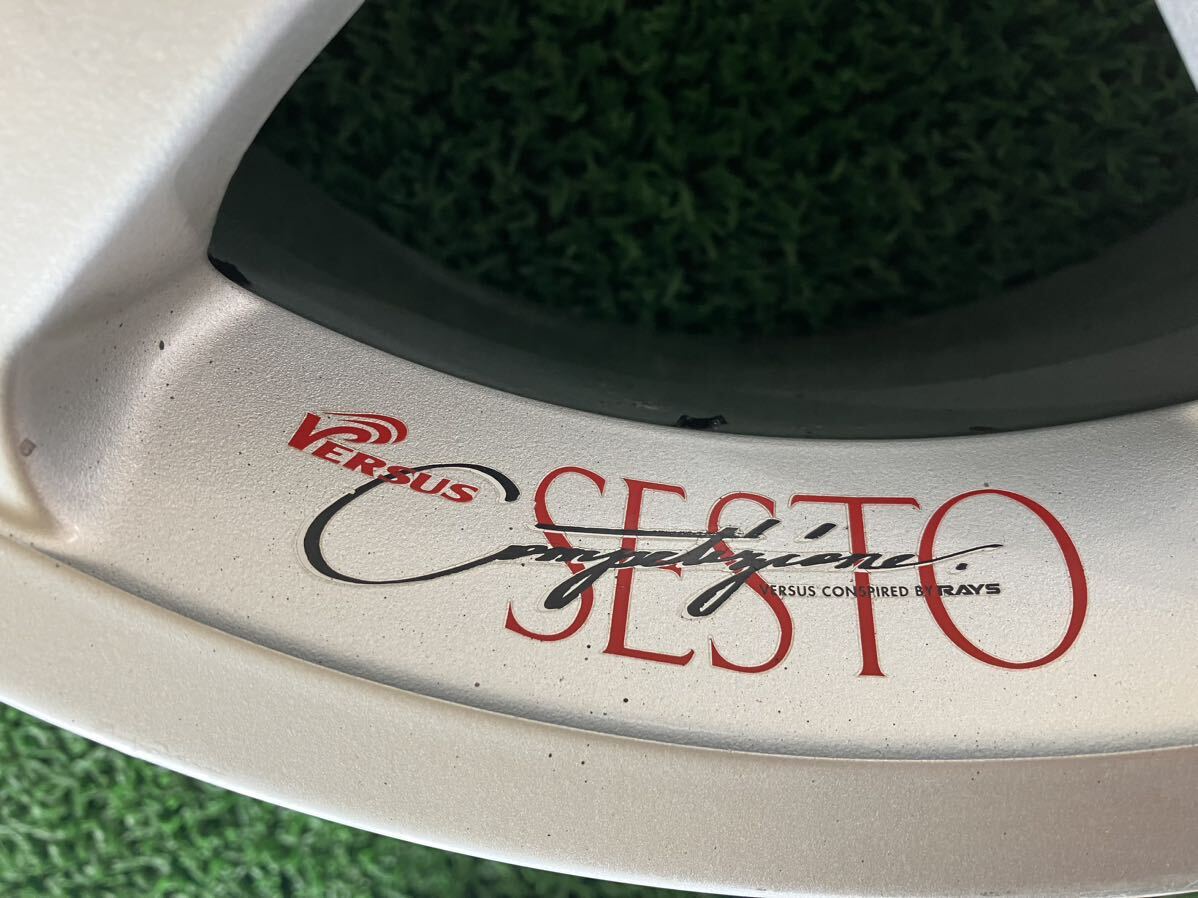 VERSUS
SESTO
Competizione.
VERSUS CONSPIRED BY RAYS